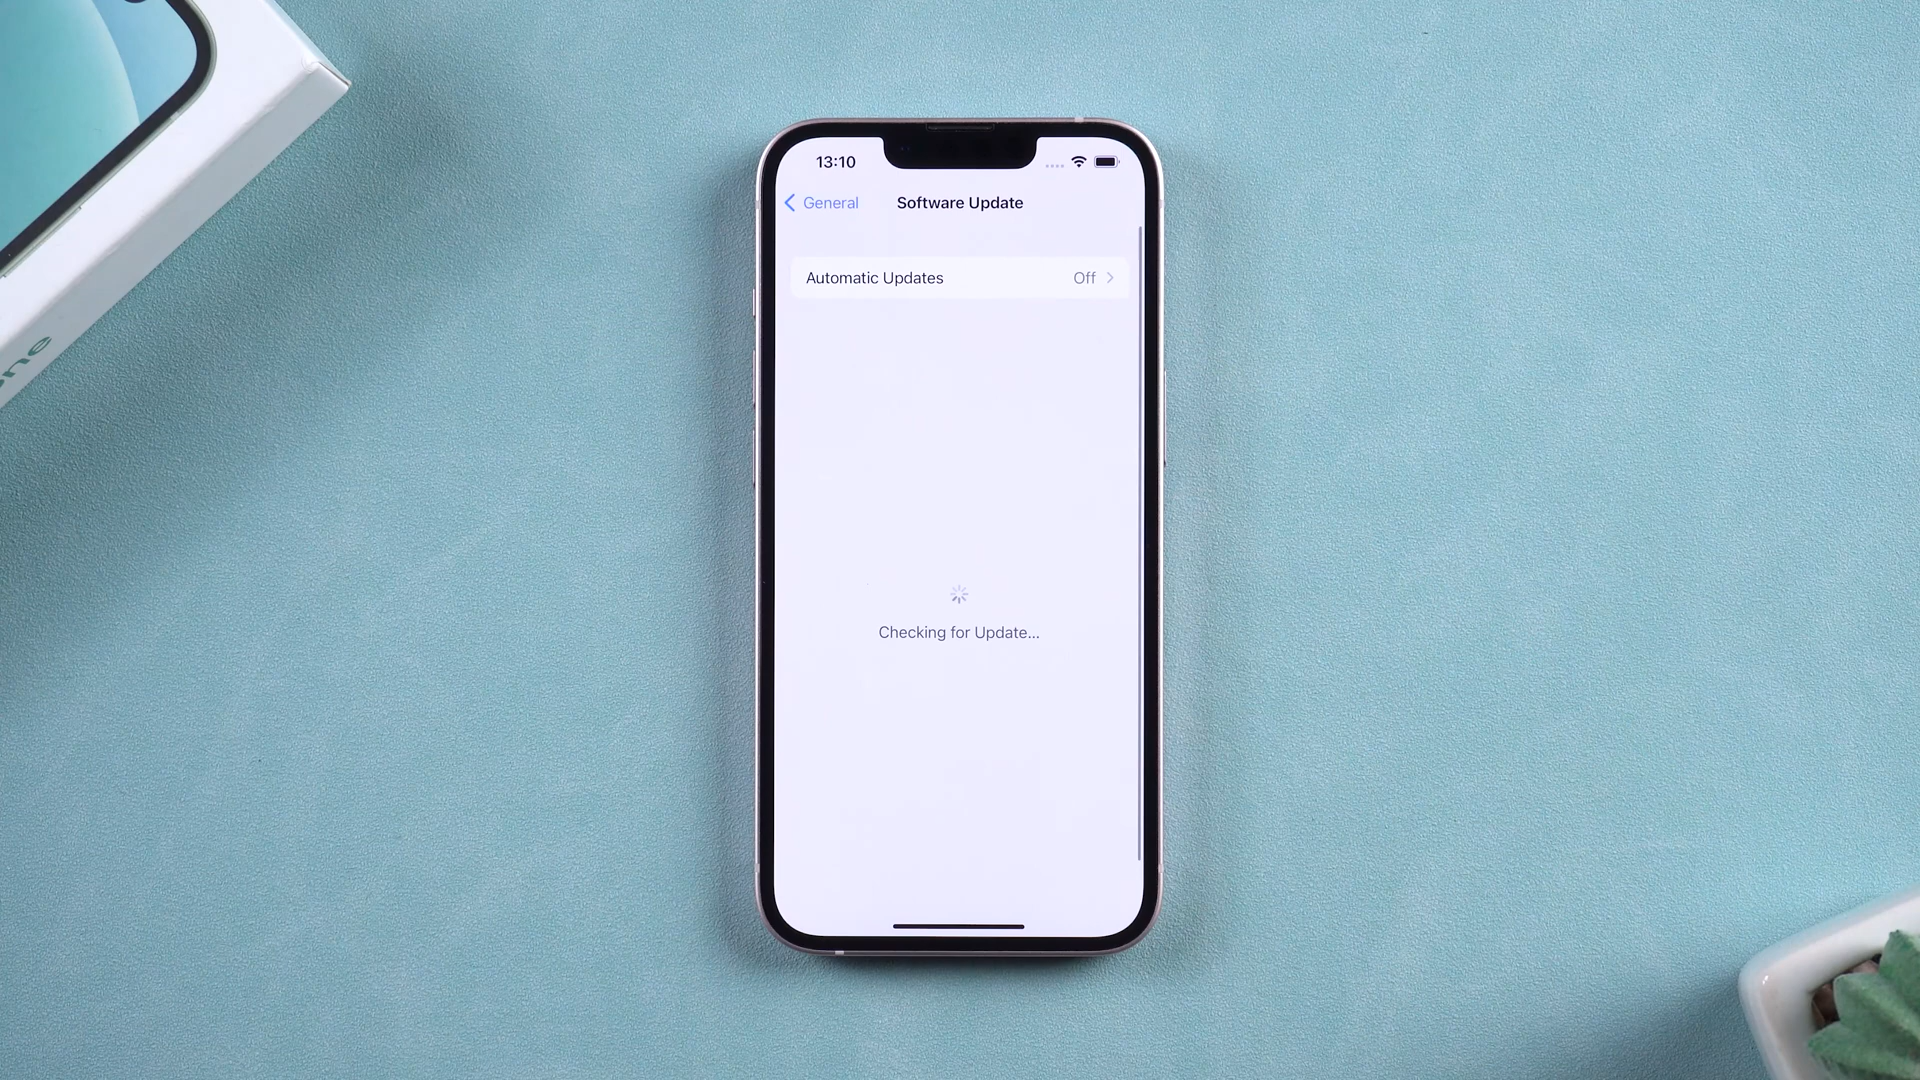 13:10
General
Software Update
Automatic Updates
Off
Checking for Update...